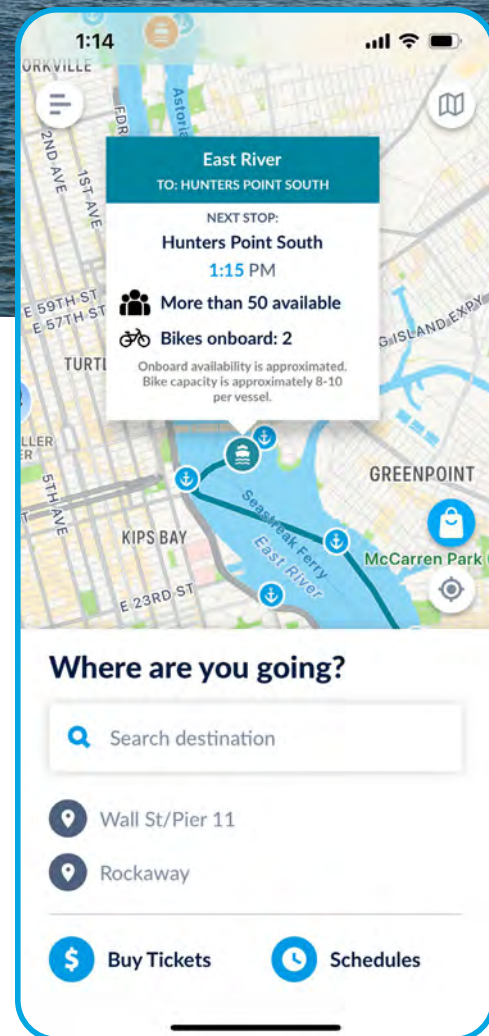 1:14
ORKVILLE
FDR
Astoria
2ND AVE
1ST AVE
East River
TO: HUNTERS POINT SOUTH
NEXT STOP:
Hunters Point South
1:15 PM
More than 50 available
Bikes onboard: 2
Onboard availability is approximated.
Bike capacity is approximately 8-10
per vessel.
E 59TH ST
E 57TH ST
G ISLAND EXPY
TURTL
LLER
ER
5TH AVE
GREENPOINT
KIPS BAY
Seastreak Ferry
East River
McCarren Park
E 23RD ST
Where are you going?
Search destination
Wall St/Pier 11
Rockaway
$ Buy Tickets
Schedules